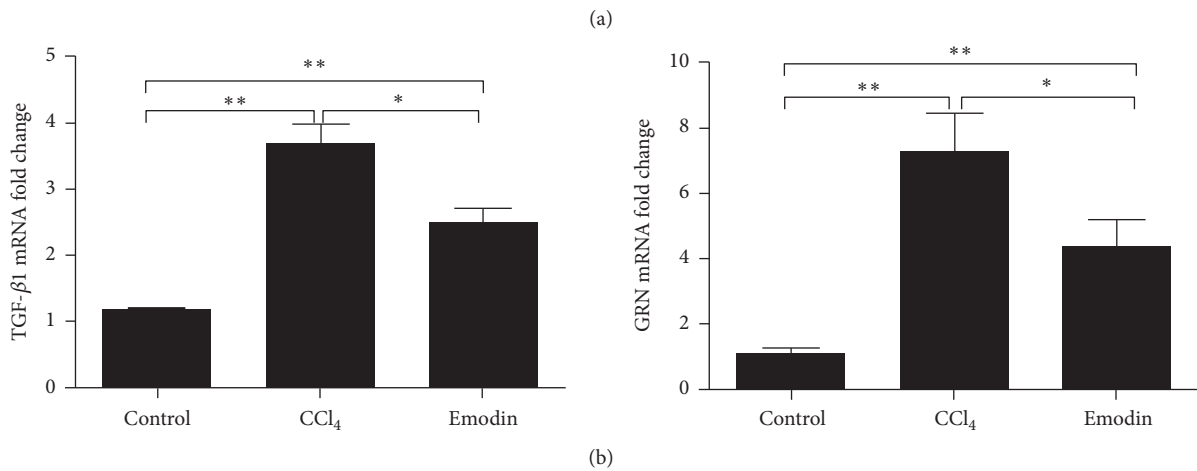 (a)
TGF-β1 mRNA fold change
5
4
3
2
1
0
**
**
*
Control
CCl₄
Emodin
GRN mRNA fold change
10
8
6
4
2
0
**
**
*
Control
CCl₄
Emodin
(b)